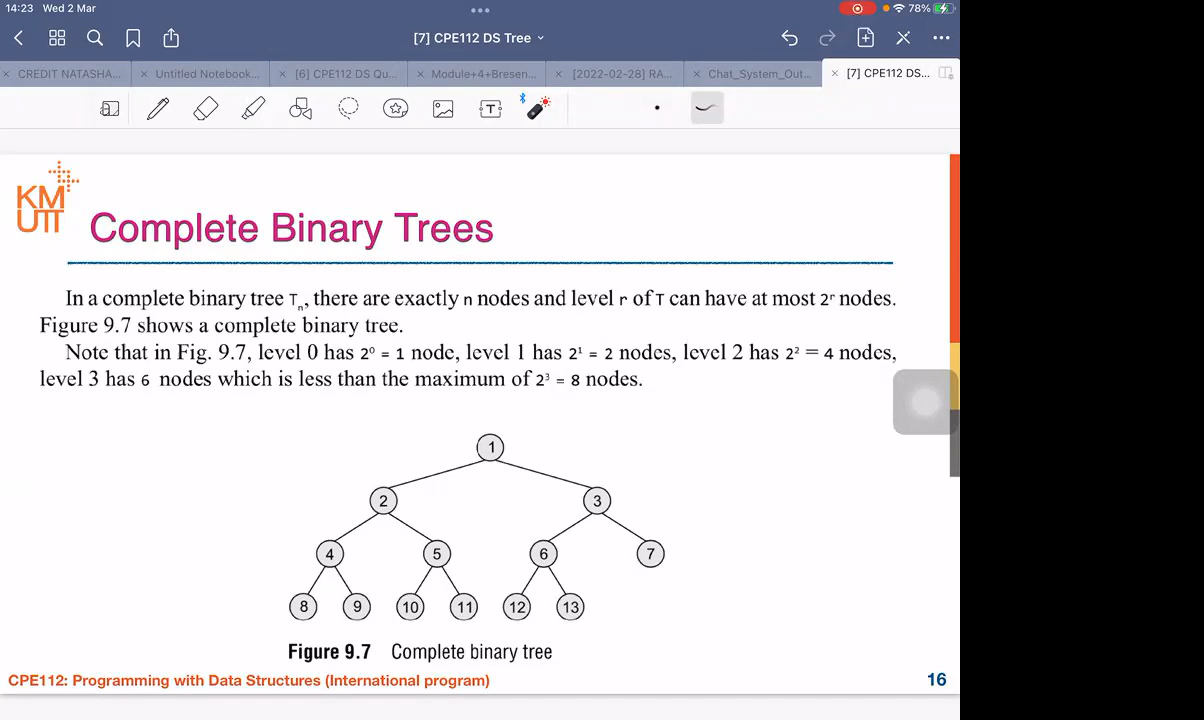 14:23 Wed 2 Mar
78%
[7] CPE112 DS Tree
CREDIT NATASHA...
Untitled Notebook...
[6] CPE112 DS Qu...
Module+4+Bresen...
[2022-02-28] RA...
Chat_System_Out...
[7] CPE112 DS...
KM
UTT
Complete Binary Trees
In a complete binary tree Tₙ, there are exactly n nodes and level r of T can have at most 2ʳ nodes.
Figure 9.7 shows a complete binary tree.
Note that in Fig. 9.7, level 0 has 2⁰ = 1 node, level 1 has 2¹ = 2 nodes, level 2 has 2² = 4 nodes,
level 3 has 6 nodes which is less than the maximum of 2³ = 8 nodes.
1
2 3
4 5 6 7
8 9 10 11 12 13
Figure 9.7 Complete binary tree
CPE112: Programming with Data Structures (International program)
16